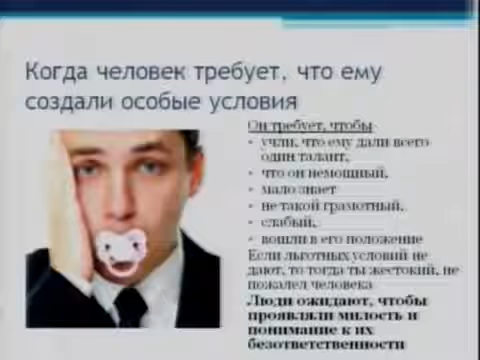 Когда человек требует, что ему
создали особые условия
Он требует, чтобы
- учли, что ему дали всего
один талант,
- что он немощный,
- мало знает
- не такой грамотный,
- слабый,
- вошли в его положение
Если льготных условий не
дают, то тогда ты жестокий, не
пожалел человека
Люди ожидают, чтобы
проявляли милость и
понимание к их
безответственности